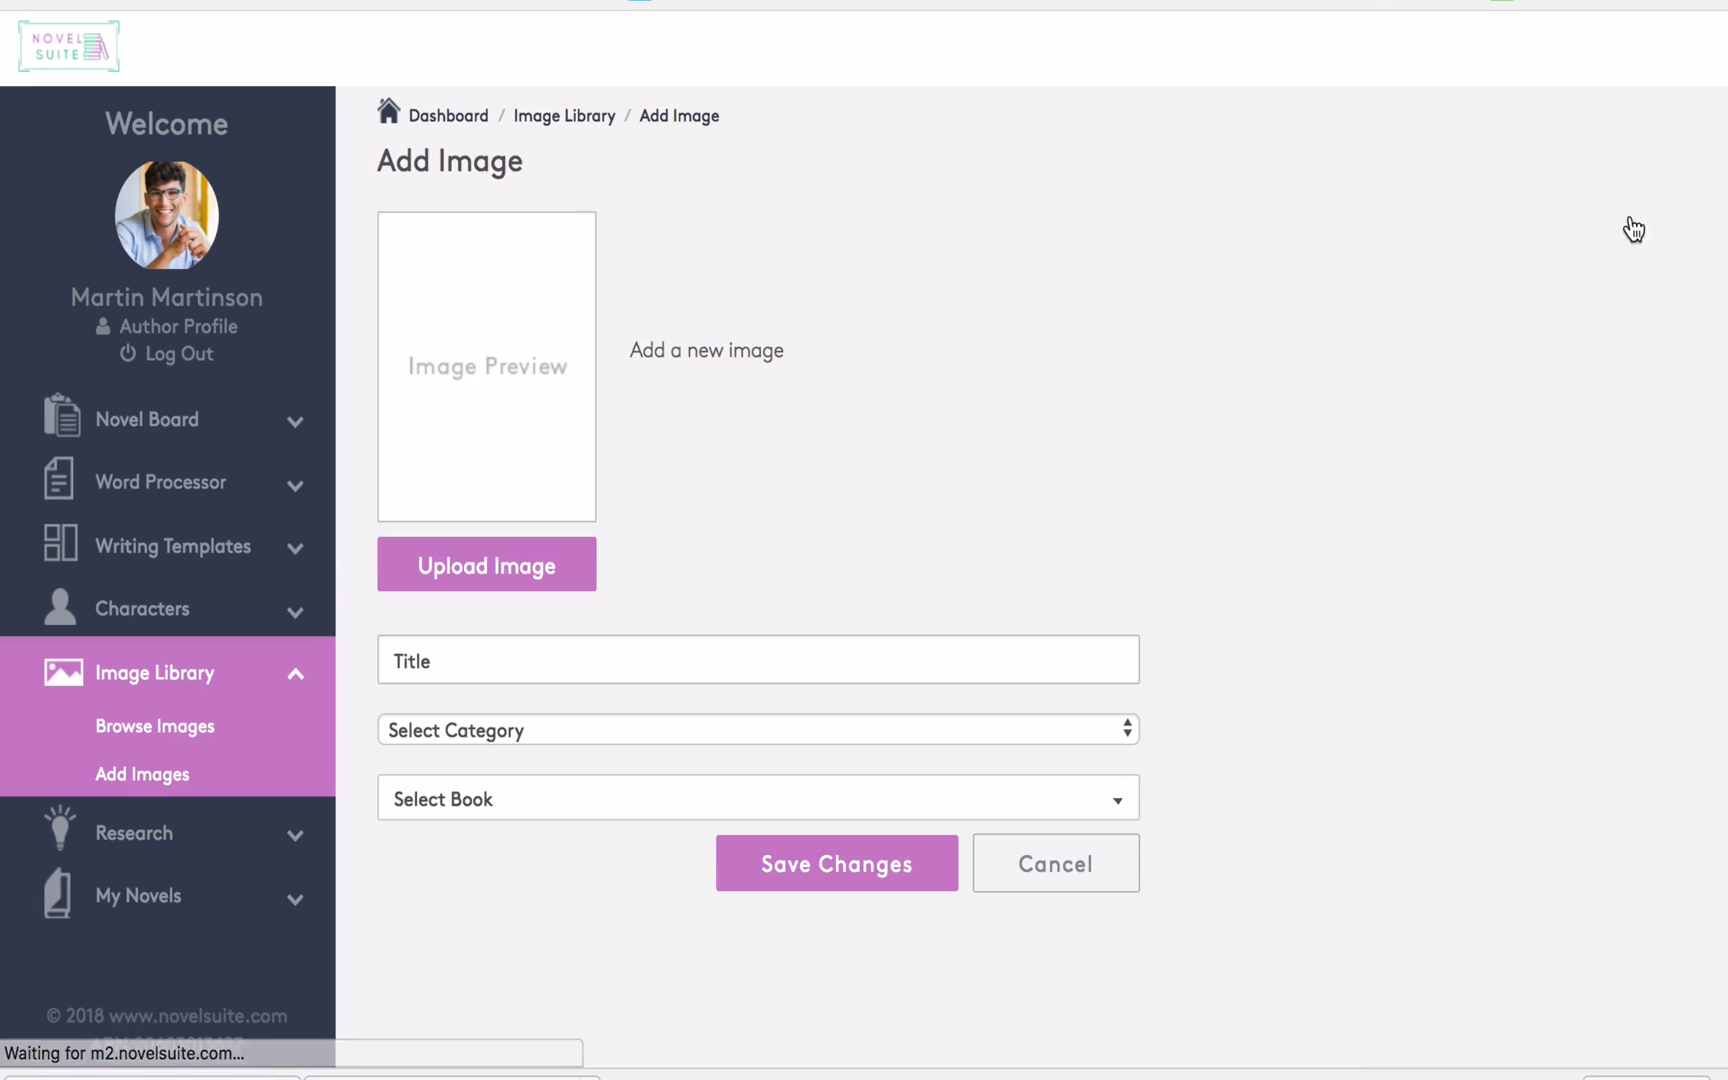 NOVEL
SUITE
Welcome
Martin Martinson
Author Profile
Log Out
Novel Board
Word Processor
Writing Templates
Characters
Image Library
Browse Images
Add Images
Research
My Novels
© 2018 www.novelsuite.com
Waiting for m2.novelsuite.com...
Dashboard / Image Library / Add Image
Add Image
Image Preview
Add a new image
Upload Image
Title
Select Category
Select Book
Save Changes
Cancel